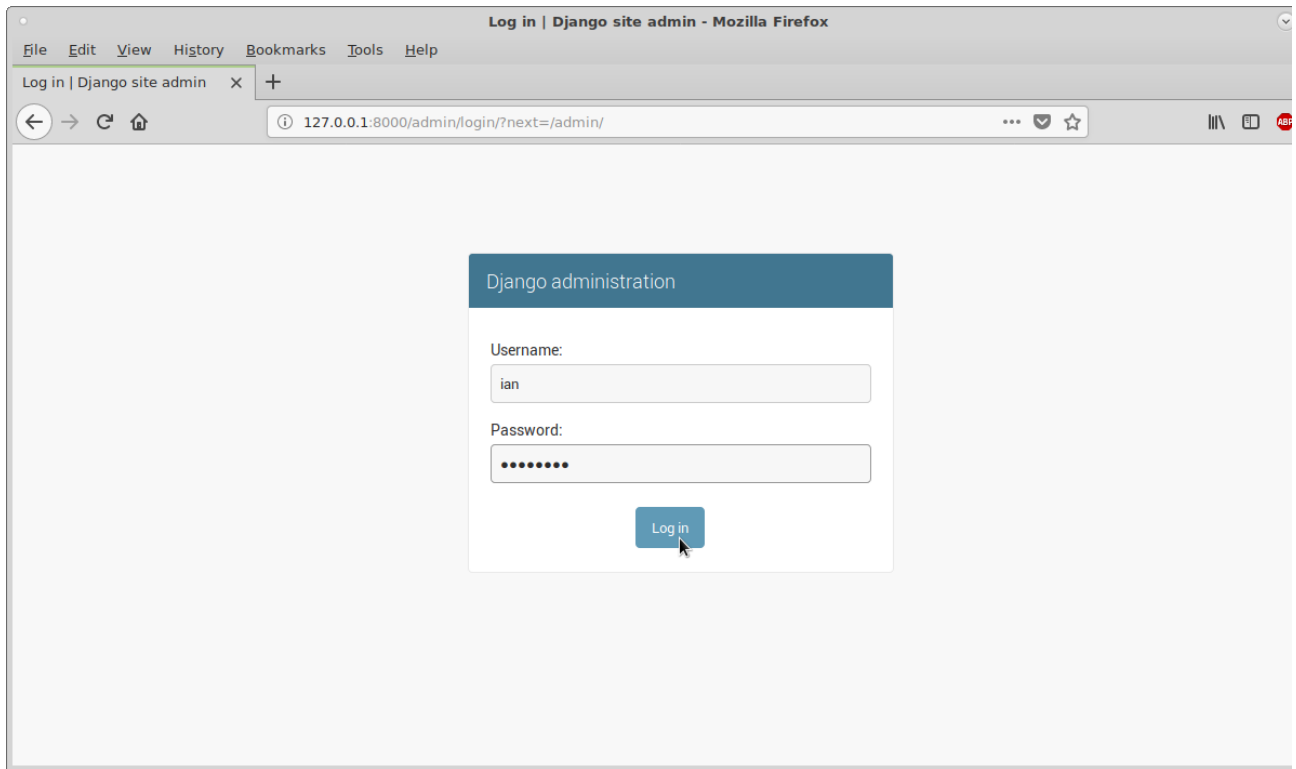 Log in | Django site admin - Mozilla Firefox
File Edit View History Bookmarks Tools Help
Log in | Django site admin
127.0.0.1:8000/admin/login/?next=/admin/
ABP
Django administration
Username:
ian
Password:
••••••••
Log in